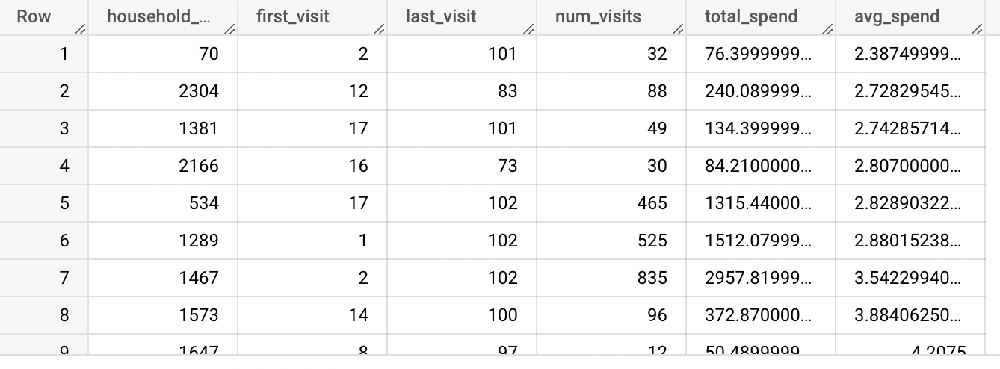 Row household_... first_visit last_visit num_visits total_spend avg_spend
1 70 2 101 32 76.3999999... 2.38749999...
2 2304 12 83 88 240.089999... 2.72829545...
3 1381 17 101 49 134.399999... 2.74285714...
4 2166 16 73 30 84.2100000... 2.80700000...
5 534 17 102 465 1315.44000... 2.82890322...
6 1289 1 102 525 1512.07999... 2.88015238...
7 1467 2 102 835 2957.81999... 3.54229940...
8 1573 14 100 96 372.870000... 3.88406250...
9 1647 8 97 12 50.4899999... 4.2075